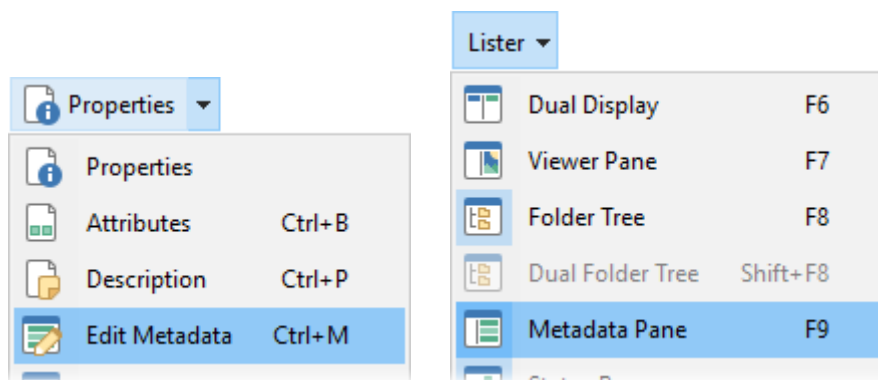 Properties
Properties
Attributes Ctrl+B
Description Ctrl+P
Edit Metadata Ctrl+M
Lister
Dual Display F6
Viewer Pane F7
Folder Tree F8
Dual Folder Tree Shift+F8
Metadata Pane F9